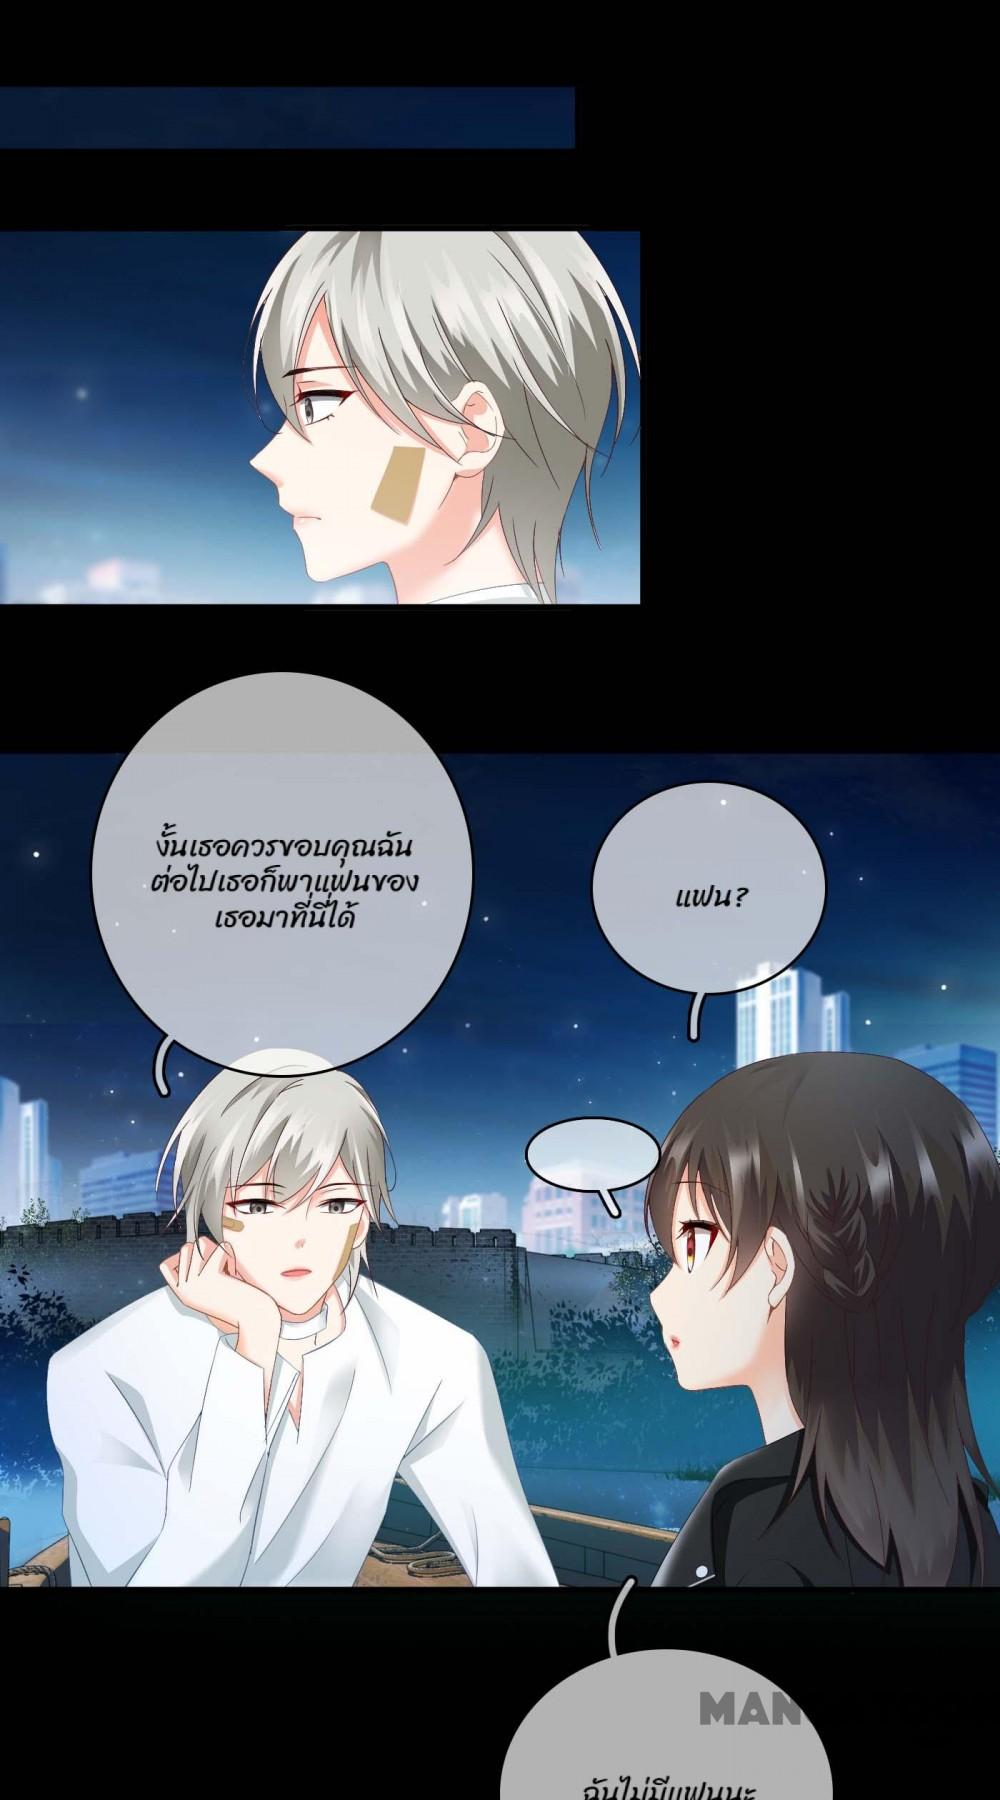 งั้นเธอควรขอบคุณฉัน
ต่อไปเธอก็พาแฟนของ
เธอมาที่นี่ได้
แฟน?
MANGATOON
ฉันไม่มีแฟนนะ